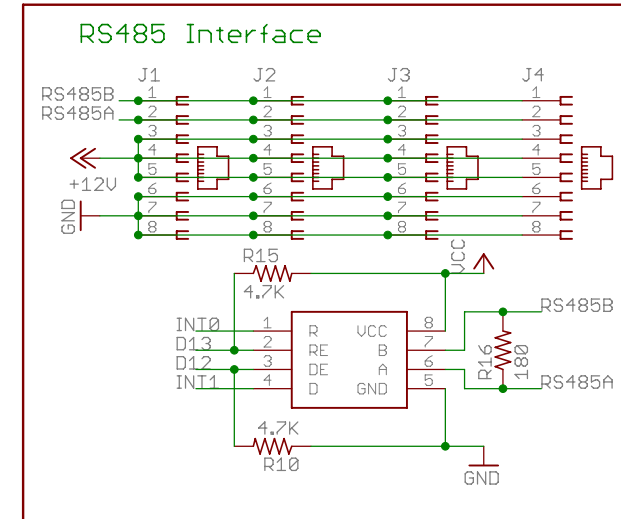 RS485 Interface
J1 J2 J3 J4
RS485B 1 1 1 1
RS485A 2 2 2 2
3 3 3 3
4 4 4 4
+12V 5 5 5 5
6 6 6 6
GND 7 7 7 7
8 8 8 8
R15 VCC
4.7K
INT0 1 R VCC 8 RS485B
D13 2 RE B 7
D12 3 DE A 6 R16 180
INT1 4 D GND 5 RS485A
4.7K
R10 GND